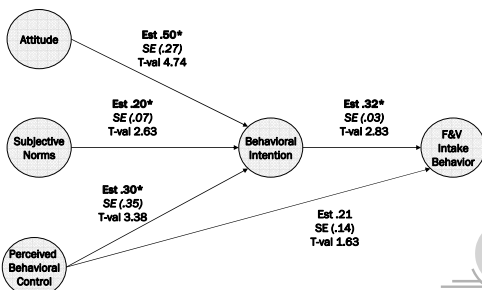 Attitude
Est .50*
SE (.27)
T-val 4.74
Est .20*
SE (.07)
T-val 2.63
Subjective
Norms
Behavioral
Intention
Est .32*
SE (.03)
T-val 2.83
F&V
Intake
Behavior
Est .30*
SE (.35)
T-val 3.38
Est .21
SE (.14)
T-val 1.63
Perceived
Behavioral
Control